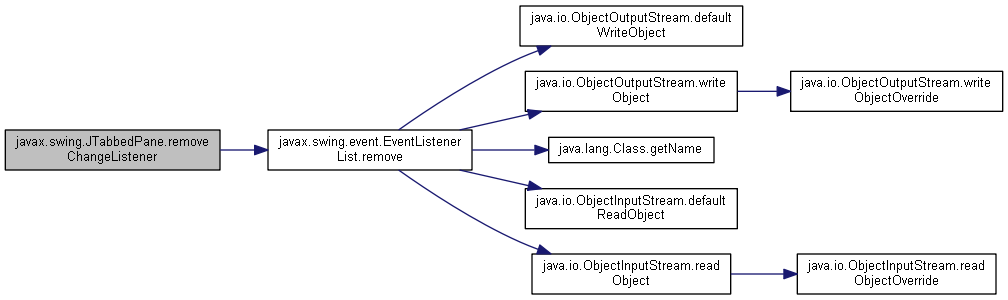 javax.swing.JTabbedPane.remove
ChangeListener
javax.swing.event.EventListener
List.remove
java.io.ObjectOutputStream.default
WriteObject
java.io.ObjectOutputStream.write
Object
java.io.ObjectOutputStream.write
ObjectOverride
java.lang.Class.getName
java.io.ObjectInputStream.default
ReadObject
java.io.ObjectInputStream.read
Object
java.io.ObjectInputStream.read
ObjectOverride